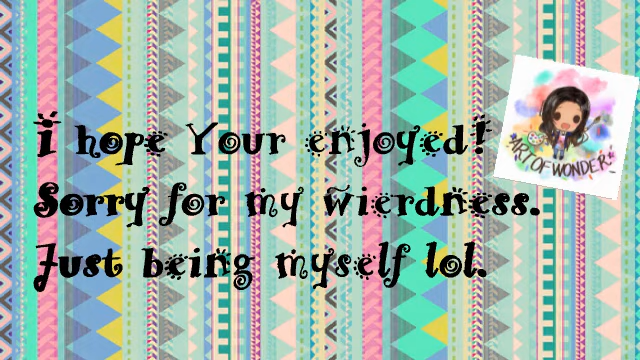 I hope Your enjoyed!
Sorry for my wierdness.
Just being myself lol.
ARTOFWONDER